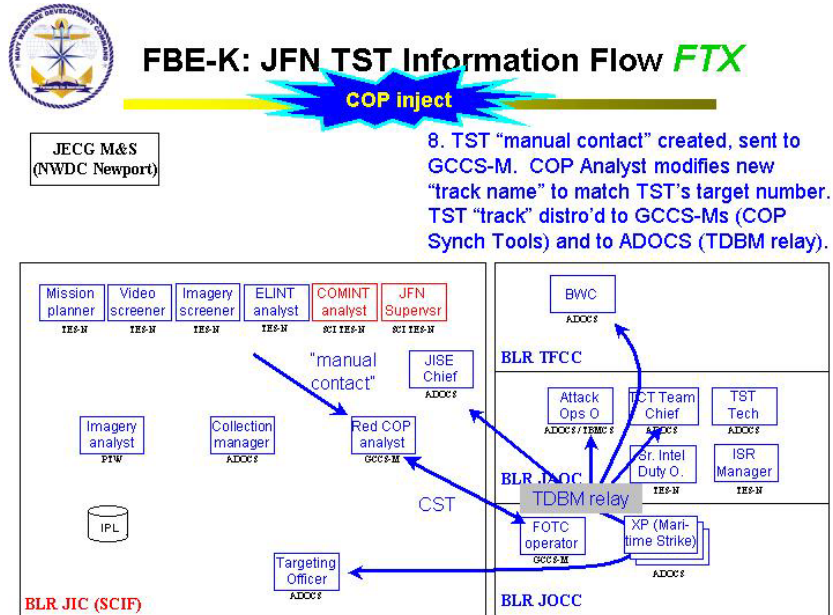 NAVY WARFARE DEVELOPMENT COMMAND
FBE-K: JFN TST Information Flow FTX
COP inject
JECG M&S
(NWDC Newport)
8. TST “manual contact” created, sent to
GCCS-M. COP Analyst modifies new
“track name” to match TST’s target number.
TST “track” distro’d to GCCS-Ms (COP
Synch Tools) and to ADOCS (TDBM relay).
Mission
planner
TES-N
Video
screener
TES-N
Imagery
screener
TES-N
ELINT
analyst
TES-N
COMINT
analyst
SCI TES-N
JFN
Supervsr
SCI TES-N
“manual
contact”
JISE
Chief
ADOCS
Imagery
analyst
PTW
Collection
manager
ADOCS
Red COP
analyst
GCCS-M
CST
IPL
Targeting
Officer
ADOCS
BLR JIC (SCIF)
BWC
ADOCS
BLR TFCC
Attack
Ops O
ADOCS/TBMCS
TCT Team
Chief
ADOCS
TST
Tech
ADOCS
Sr. Intel
Duty O.
TES-N
ISR
Manager
TES-N
BLR JAOC
TDBM relay
FOTC
operator
GCCS-M
XP (Mari-
time Strike)
ADOCS
BLR JOCC